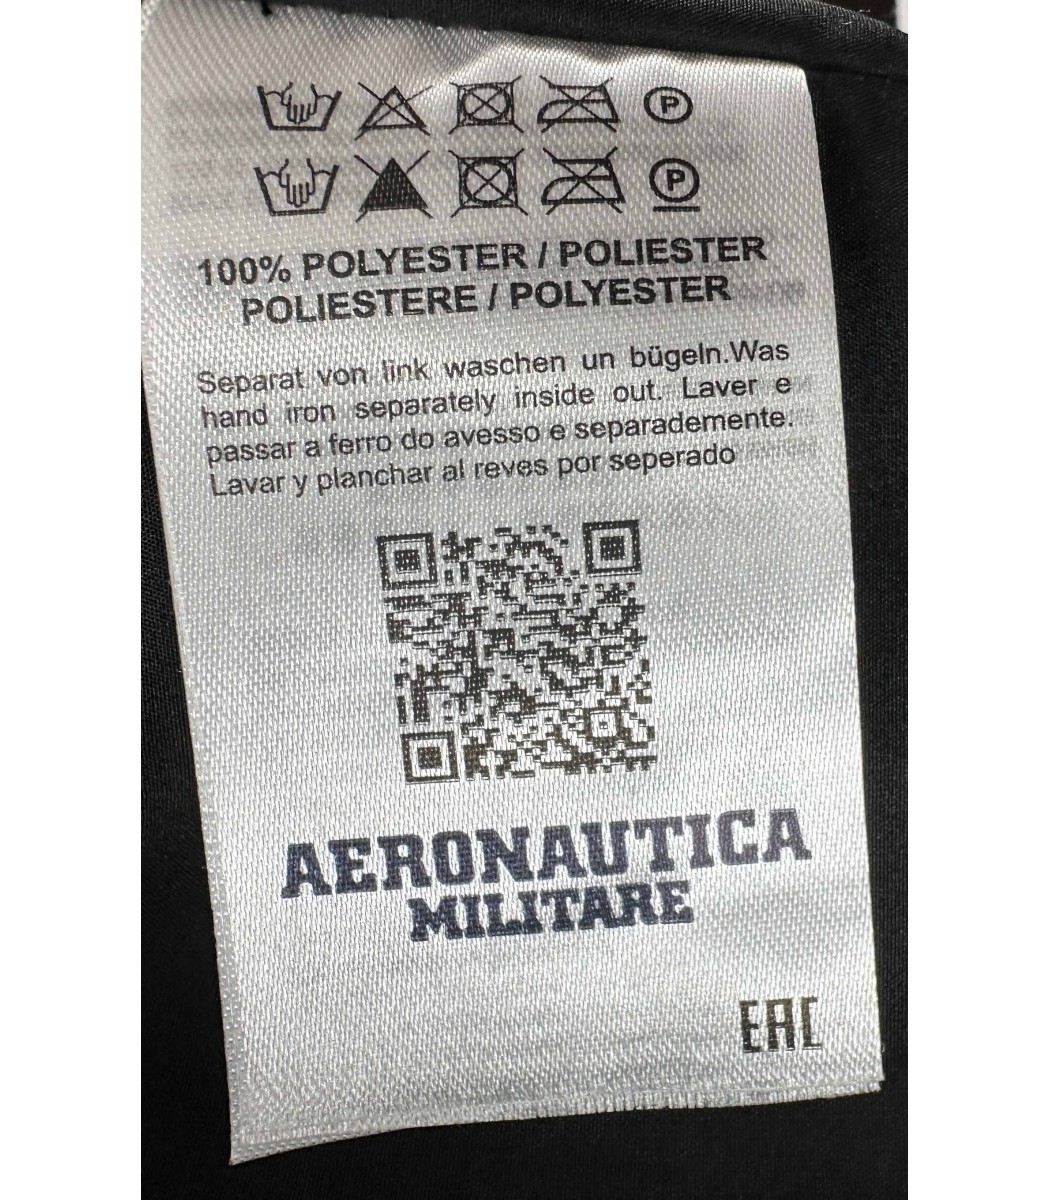 P
P
100% POLYESTER / POLIESTER
POLIESTERE / POLYESTER
Separat von link waschen un bügeln.Was
hand iron separately inside out. Laver e
passar a ferro do avesso e separademente.
Lavar y planchar al reves por seperado
AERONAUTICA
MILITARE
EAC